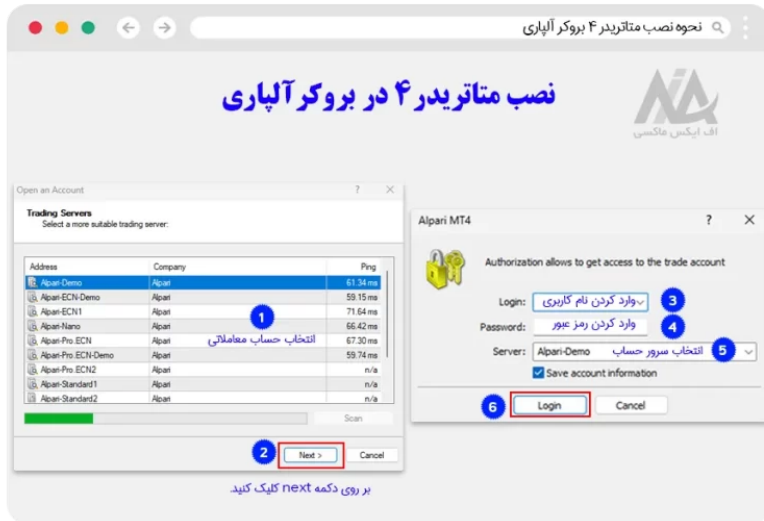 نحوه نصب متاتریدر ۴ بروکر آلپاری
نصب متاتریدر ۴ در بروکر آلپاری
اف ایکس ماکسی
Open an Account ?
Trading Servers
Select a more suitable trading server:
Address Company Ping
Alpari-Demo Alpari 61.34 ms
Alpari-ECN-Demo Alpari 59.15 ms
Alpari-ECN1 Alpari 71.64 ms
Alpari-Nano Alpari 66.42 ms
Alpari-Pro.ECN Alpari 67.30 ms
Alpari-Pro.ECN-Demo Alpari 59.74 ms
Alpari-Pro.ECN2 Alpari n/a
Alpari-Standard1 Alpari n/a
Alpari-Standard2 Alpari n/a
1
انتخاب حساب معاملاتی
Scan
2 Next > Cancel
بر روی دکمه next کلیک کنید.
Alpari MT4 ?
Authorization allows to get access to the trade account
Login: وارد کردن نام کاربری 3
Password: وارد کردن رمز عبور 4
Server: Alpari-Demo انتخاب سرور حساب 5
Save account information
6 Login Cancel